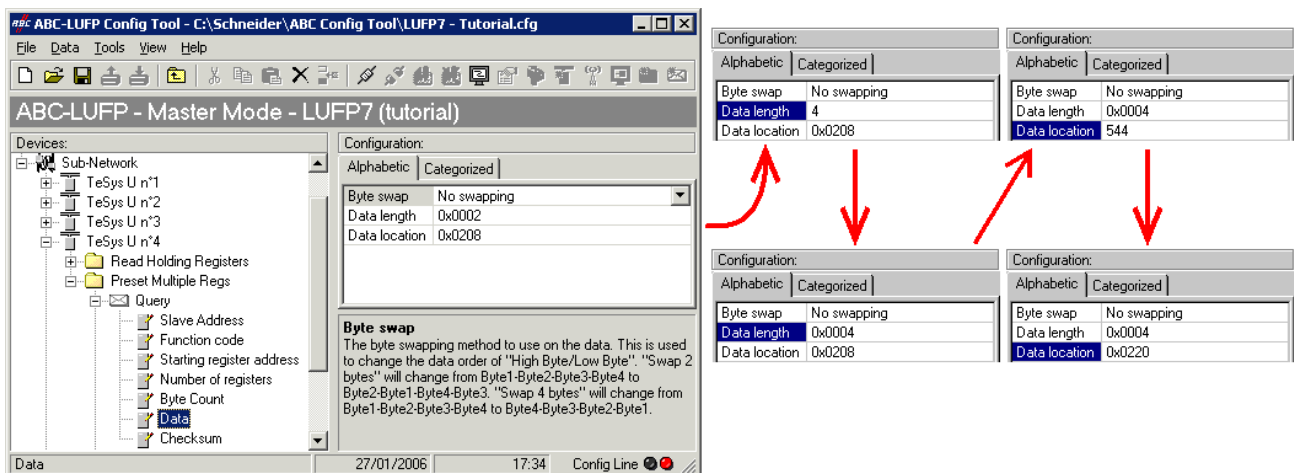 ABC-LUFP Config Tool - C:\Schneider\ABC Config Tool\LUFP7 - Tutorial.cfg
File Data Tools View Help
ABC-LUFP - Master Mode - LUFP7 (tutorial)
Devices:
Sub-Network
TeSys U n°1
TeSys U n°2
TeSys U n°3
TeSys U n°4
Read Holding Registers
Preset Multiple Regs
Query
Slave Address
Function code
Starting register address
Number of registers
Byte Count
Data
Checksum
Configuration:
Alphabetic Categorized
Byte swap No swapping
Data length 0x0002
Data location 0x0208
Byte swap
The byte swapping method to use on the data. This is used
to change the data order of "High Byte/Low Byte". "Swap 2
bytes" will change from Byte1-Byte2-Byte3-Byte4 to
Byte2-Byte1-Byte4-Byte3. "Swap 4 bytes" will change from
Byte1-Byte2-Byte3-Byte4 to Byte4-Byte3-Byte2-Byte1.
Data 27/01/2006 17:34 Config Line
Configuration:
Alphabetic Categorized
Byte swap No swapping
Data length 4
Data location 0x0208
Configuration:
Alphabetic Categorized
Byte swap No swapping
Data length 0x0004
Data location 0x0208
Configuration:
Alphabetic Categorized
Byte swap No swapping
Data length 0x0004
Data location 544
Configuration:
Alphabetic Categorized
Byte swap No swapping
Data length 0x0004
Data location 0x0220